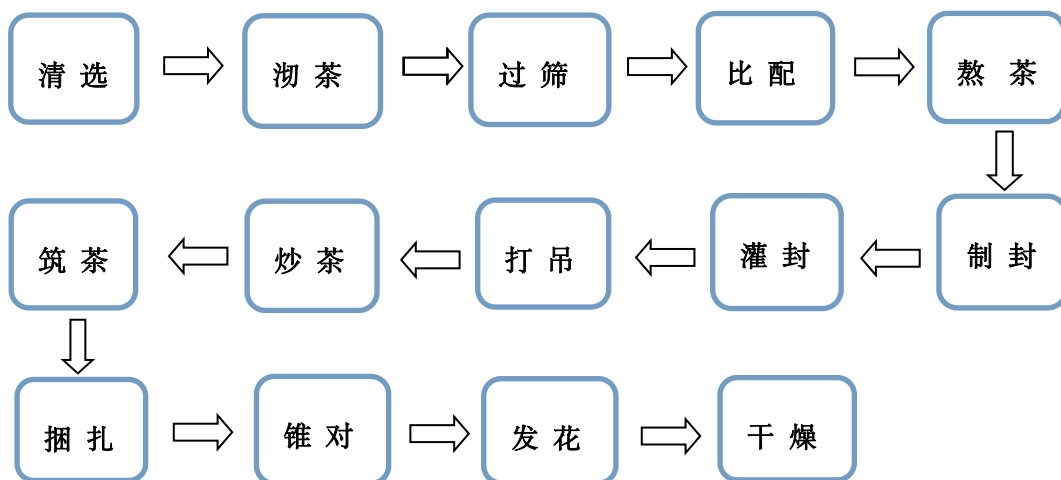 清选 沏茶 过筛 比配 熬茶
筑茶 炒茶 打吊 灌封 制封
捆扎 锥对 发花 干燥